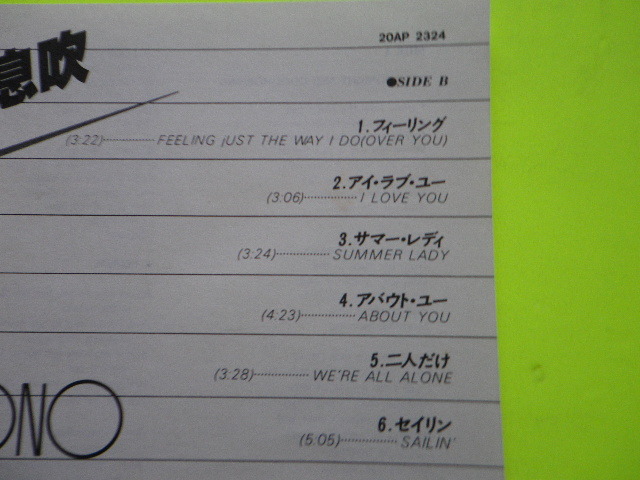 息吹
20AP 2324
●SIDE B
1.フィーリング
(3:22)…………FEELING jUST THE WAY I DO(OVER YOU)
2.アイ・ラブ・ユー
(3:06)……………I LOVE YOU
3.サマー・レディ
(3:24)……………SUMMER LADY
4.アバウト・ユー
(4:23)……………ABOUT YOU
5.二人だけ
(3:28)……………WE'RE ALL ALONE
6.セイリン
(5:05)……………SAILIN'
ONO